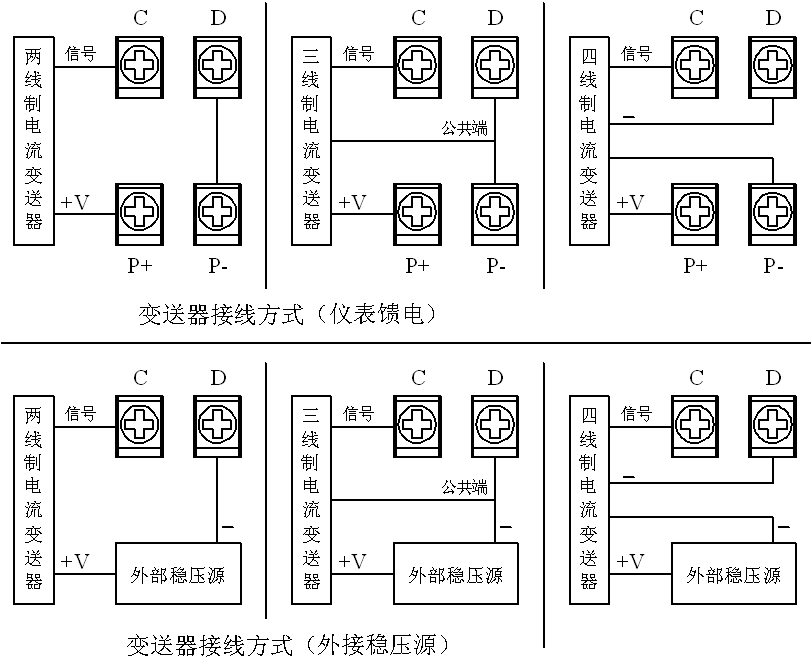 C D
信号
两线制电流变送器
+V
P+ P-
C D
信号
三线制电流变送器
公共端
+V
P+ P-
C D
信号
四线制电流变送器
−
+V
P+ P-
变送器接线方式（仪表馈电）
C D
信号
两线制电流变送器
−
+V
外部稳压源
C D
信号
三线制电流变送器
公共端
−
+V
外部稳压源
C D
信号
四线制电流变送器
−
−
+V
外部稳压源
变送器接线方式（外接稳压源）